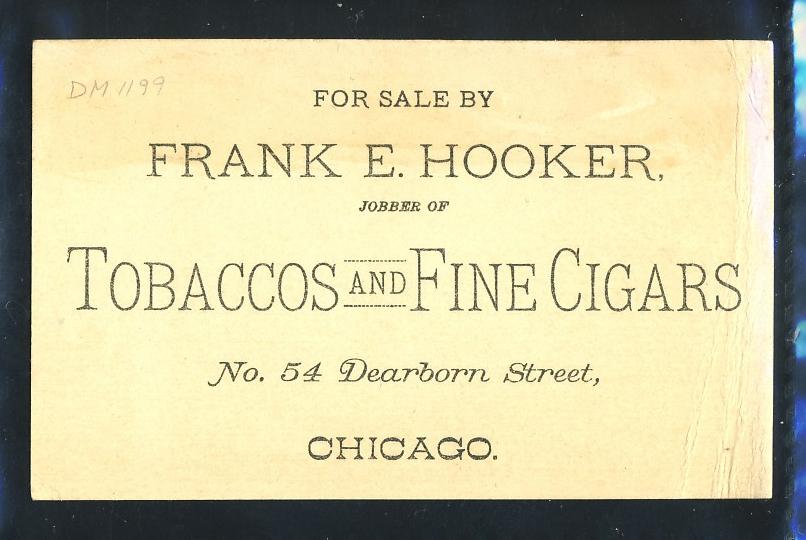 DM 1199
FOR SALE BY
FRANK E. HOOKER,
JOBBER OF
TOBACCOS AND FINE CIGARS
No. 54 Dearborn Street,
CHICAGO.